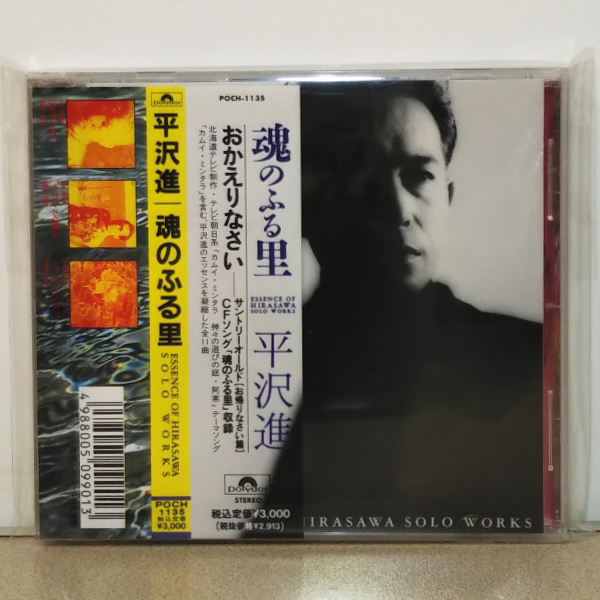 Polydor
平沢進｜魂のふる里
ESSENCE OF HIRASAWA
SOLO WORKS
POCH
1135
税込定価
¥3,000
4988005099013
POCH-1135
魂のふる里
ESSENCE OF
HIRASAWA
SOLO WORKS
平沢進
おかえりなさい――サントリーオールド[お帰りなさい篇]
CFソング「魂のふる里」収録
北海道テレビ制作・テレビ朝日系「カムイ・ミンタラ 神々の遊びの庭・阿寒」テーマソング
「カムイ・ミンタラ」を含む、平沢進のエッセンスを凝縮した全11曲
Polydor
STEREO
税込定価¥3,000
(税抜価格¥2,913)
HIRASAWA SOLO WORKS